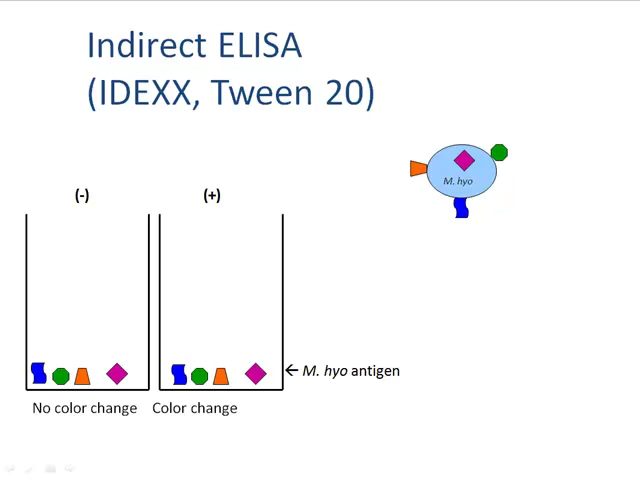 Indirect ELISA
(IDEXX, Tween 20)
M. hyo
(-) (+)
← M. hyo antigen
No color change Color change